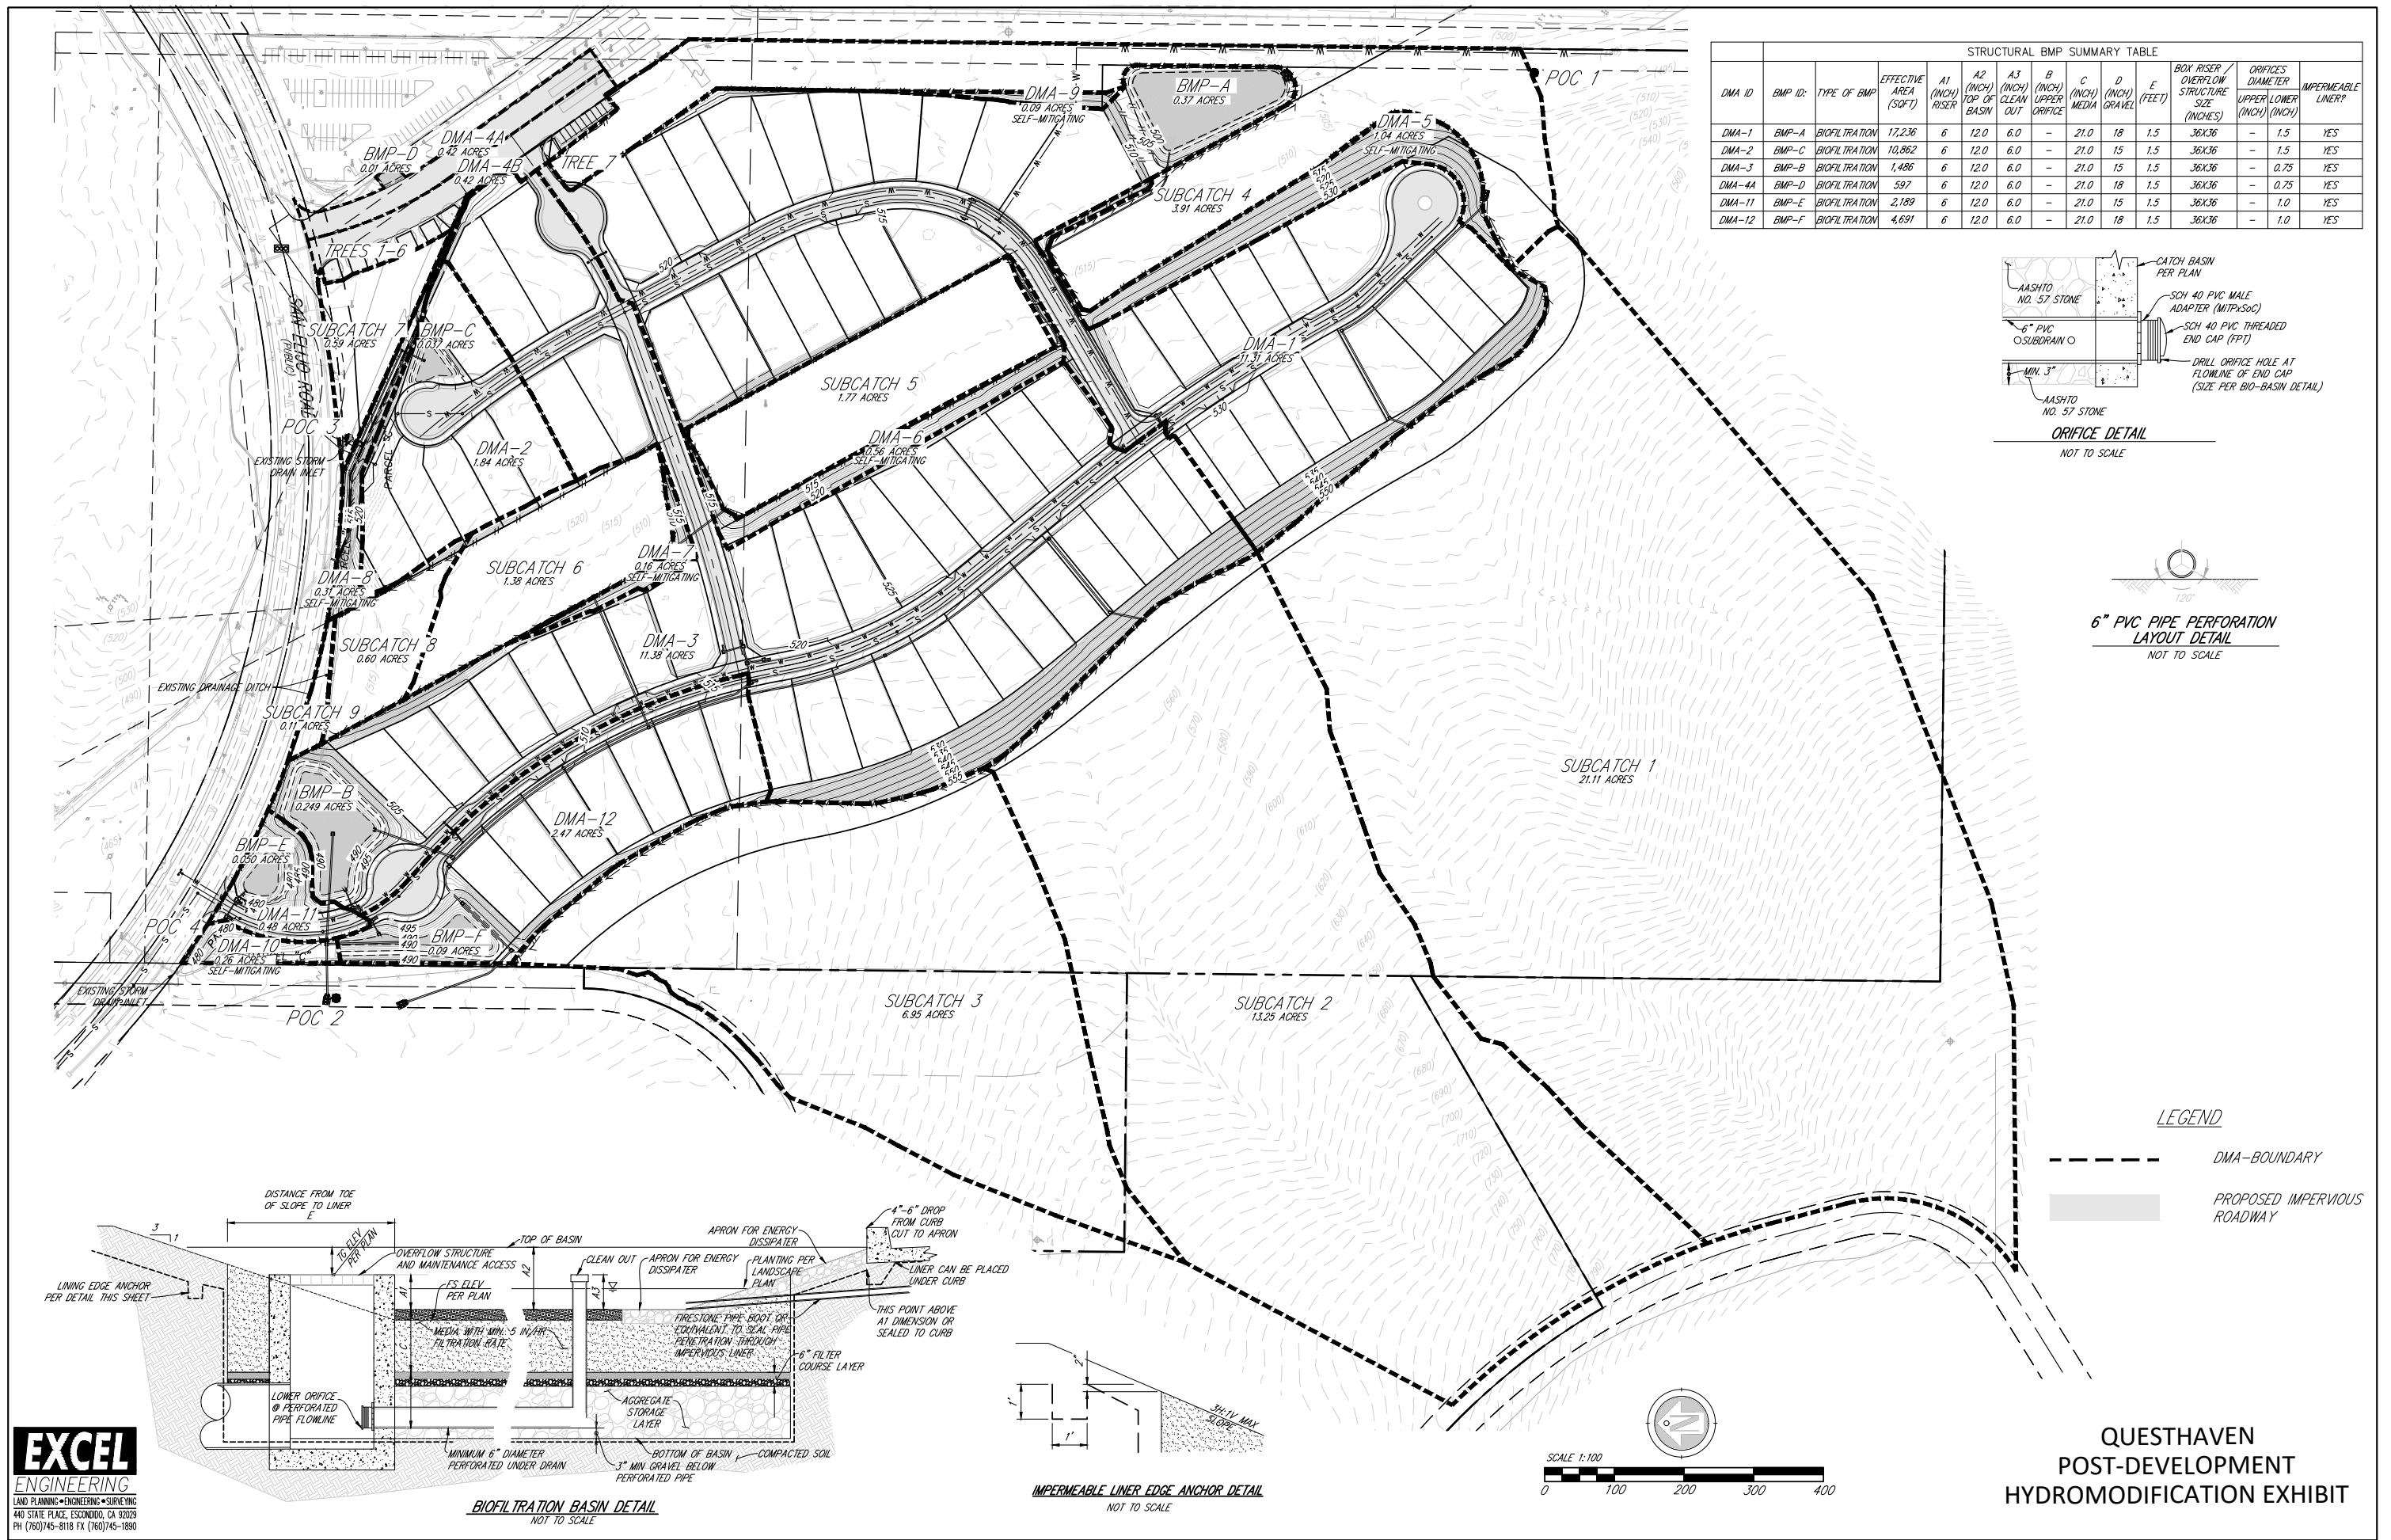 STRUCTURAL BMP SUMMARY TABLE
DMA ID BMP ID: TYPE OF BMP EFFECTIVE AREA (SQFT) A1 (INCH) RISER A2 (INCH) TOP OF BASIN A3 (INCH) CLEAN OUT B (INCH) UPPER ORIFICE C (INCH) MEDIA D (INCH) GRAVEL E (FEET) BOX RISER / OVERFLOW STRUCTURE SIZE (INCHES) ORIFICES DIAMETER UPPER (INCH) LOWER (INCH) IMPERMEABLE LINER?
DMA-1 BMP-A BIOFILTRATION 17,236 6 12.0 6.0 - 21.0 18 1.5 36X36 - 1.5 YES
DMA-2 BMP-C BIOFILTRATION 10,862 6 12.0 6.0 - 21.0 15 1.5 36X36 - 1.5 YES
DMA-3 BMP-B BIOFILTRATION 1,486 6 12.0 6.0 - 21.0 15 1.5 36X36 - 0.75 YES
DMA-4A BMP-D BIOFILTRATION 597 6 12.0 6.0 - 21.0 18 1.5 36X36 - 0.75 YES
DMA-11 BMP-E BIOFILTRATION 2,189 6 12.0 6.0 - 21.0 15 1.5 36X36 - 1.0 YES
DMA-12 BMP-F BIOFILTRATION 4,691 6 12.0 6.0 - 21.0 18 1.5 36X36 - 1.0 YES
POC 1
BMP-A
0.37 ACRES
DMA-9
0.09 ACRES
SELF-MITIGATING
DMA-5
1.04 ACRES
SELF-MITIGATING
DMA-4A
0.42 ACRES
BMP-D
0.01 ACRES
DMA-4B
0.42 ACRES
TREE 7
TREES 1-6
SUBCATCH 4
3.91 ACRES
SAN ELIJO ROAD
(PUBLIC)
SUBCATCH 7
0.59 ACRES
BMP-C
0.037 ACRES
DMA-1
11.31 ACRES
SUBCATCH 5
1.77 ACRES
POC 3
EXISTING STORM
DRAIN INLET
DMA-2
1.84 ACRES
DMA-6
0.56 ACRES
SELF-MITIGATING
DMA-7
0.16 ACRES
SELF-MITIGATING
SUBCATCH 6
1.38 ACRES
DMA-8
0.31 ACRES
SELF-MITIGATING
SUBCATCH 8
0.60 ACRES
DMA-3
11.38 ACRES
EXISTING DRAINAGE DITCH
SUBCATCH 9
0.11 ACRES
BMP-B
0.249 ACRES
DMA-12
2.47 ACRES
BMP-E
0.050 ACRES
DMA-11
0.48 ACRES
POC 4
DMA-10
0.26 ACRES
SELF-MITIGATING
BMP-F
0.09 ACRES
EXISTING STORM
DRAIN INLET
POC 2
SUBCATCH 1
21.11 ACRES
SUBCATCH 3
6.95 ACRES
SUBCATCH 2
13.25 ACRES
CATCH BASIN
PER PLAN
AASHTO
NO. 57 STONE
SCH 40 PVC MALE
ADAPTER (MiTPxSoC)
6" PVC
SUBDRAIN
SCH 40 PVC THREADED
END CAP (FPT)
MIN. 3"
DRILL ORIFICE HOLE AT
FLOWLINE OF END CAP
(SIZE PER BIO-BASIN DETAIL)
AASHTO
NO. 57 STONE
ORIFICE DETAIL
NOT TO SCALE
120°
6" PVC PIPE PERFORATION
LAYOUT DETAIL
NOT TO SCALE
LEGEND
DMA-BOUNDARY
PROPOSED IMPERVIOUS
ROADWAY
DISTANCE FROM TOE
OF SLOPE TO LINER
E
3
1
TG ELEV
PER PLAN
TOP OF BASIN
OVERFLOW STRUCTURE
AND MAINTENANCE ACCESS
LINING EDGE ANCHOR
PER DETAIL THIS SHEET
FS ELEV
PER PLAN
A1
A2
A3
C
CLEAN OUT
APRON FOR ENERGY
DISSIPATER
APRON FOR ENERGY
DISSIPATER
PLANTING PER
LANDSCAPE
PLAN
4"-6" DROP
FROM CURB
CUT TO APRON
LINER CAN BE PLACED
UNDER CURB
THIS POINT ABOVE
A1 DIMENSION OR
SEALED TO CURB
MEDIA WITH MIN. 5 IN/HR
FILTRATION RATE
FIRESTONE PIPE BOOT OR
EQUIVALENT TO SEAL PIPE
PENETRATION THROUGH
IMPERVIOUS LINER
6" FILTER
COURSE LAYER
LOWER ORIFICE
@ PERFORATED
PIPE FLOWLINE
AGGREGATE
STORAGE
LAYER
MINIMUM 6" DIAMETER
PERFORATED UNDER DRAIN
3" MIN GRAVEL BELOW
PERFORATED PIPE
BOTTOM OF BASIN
COMPACTED SOIL
BIOFILTRATION BASIN DETAIL
NOT TO SCALE
2"
1'
1'
3H:1V MAX
SLOPE
IMPERMEABLE LINER EDGE ANCHOR DETAIL
NOT TO SCALE
SCALE 1:100
0 100 200 300 400
EXCEL
ENGINEERING
LAND PLANNING•ENGINEERING•SURVEYING
440 STATE PLACE, ESCONDIDO, CA 92029
PH (760)745-8118 FX (760)745-1890
QUESTHAVEN
POST-DEVELOPMENT
HYDROMODIFICATION EXHIBIT